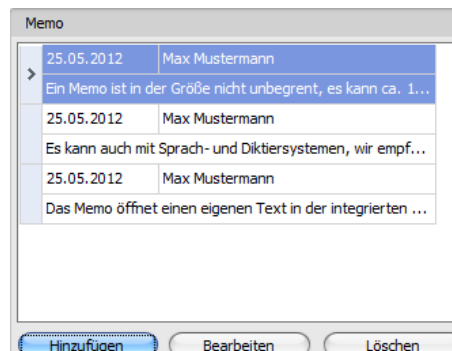 Memo
25.05.2012 Max Mustermann
Ein Memo ist in der Größe nicht unbegrent, es kann ca. 1...
25.05.2012 Max Mustermann
Es kann auch mit Sprach- und Diktiersystemen, wir empf...
25.05.2012 Max Mustermann
Das Memo öffnet einen eigenen Text in der integrierten ...
Hinzufügen Bearbeiten Löschen